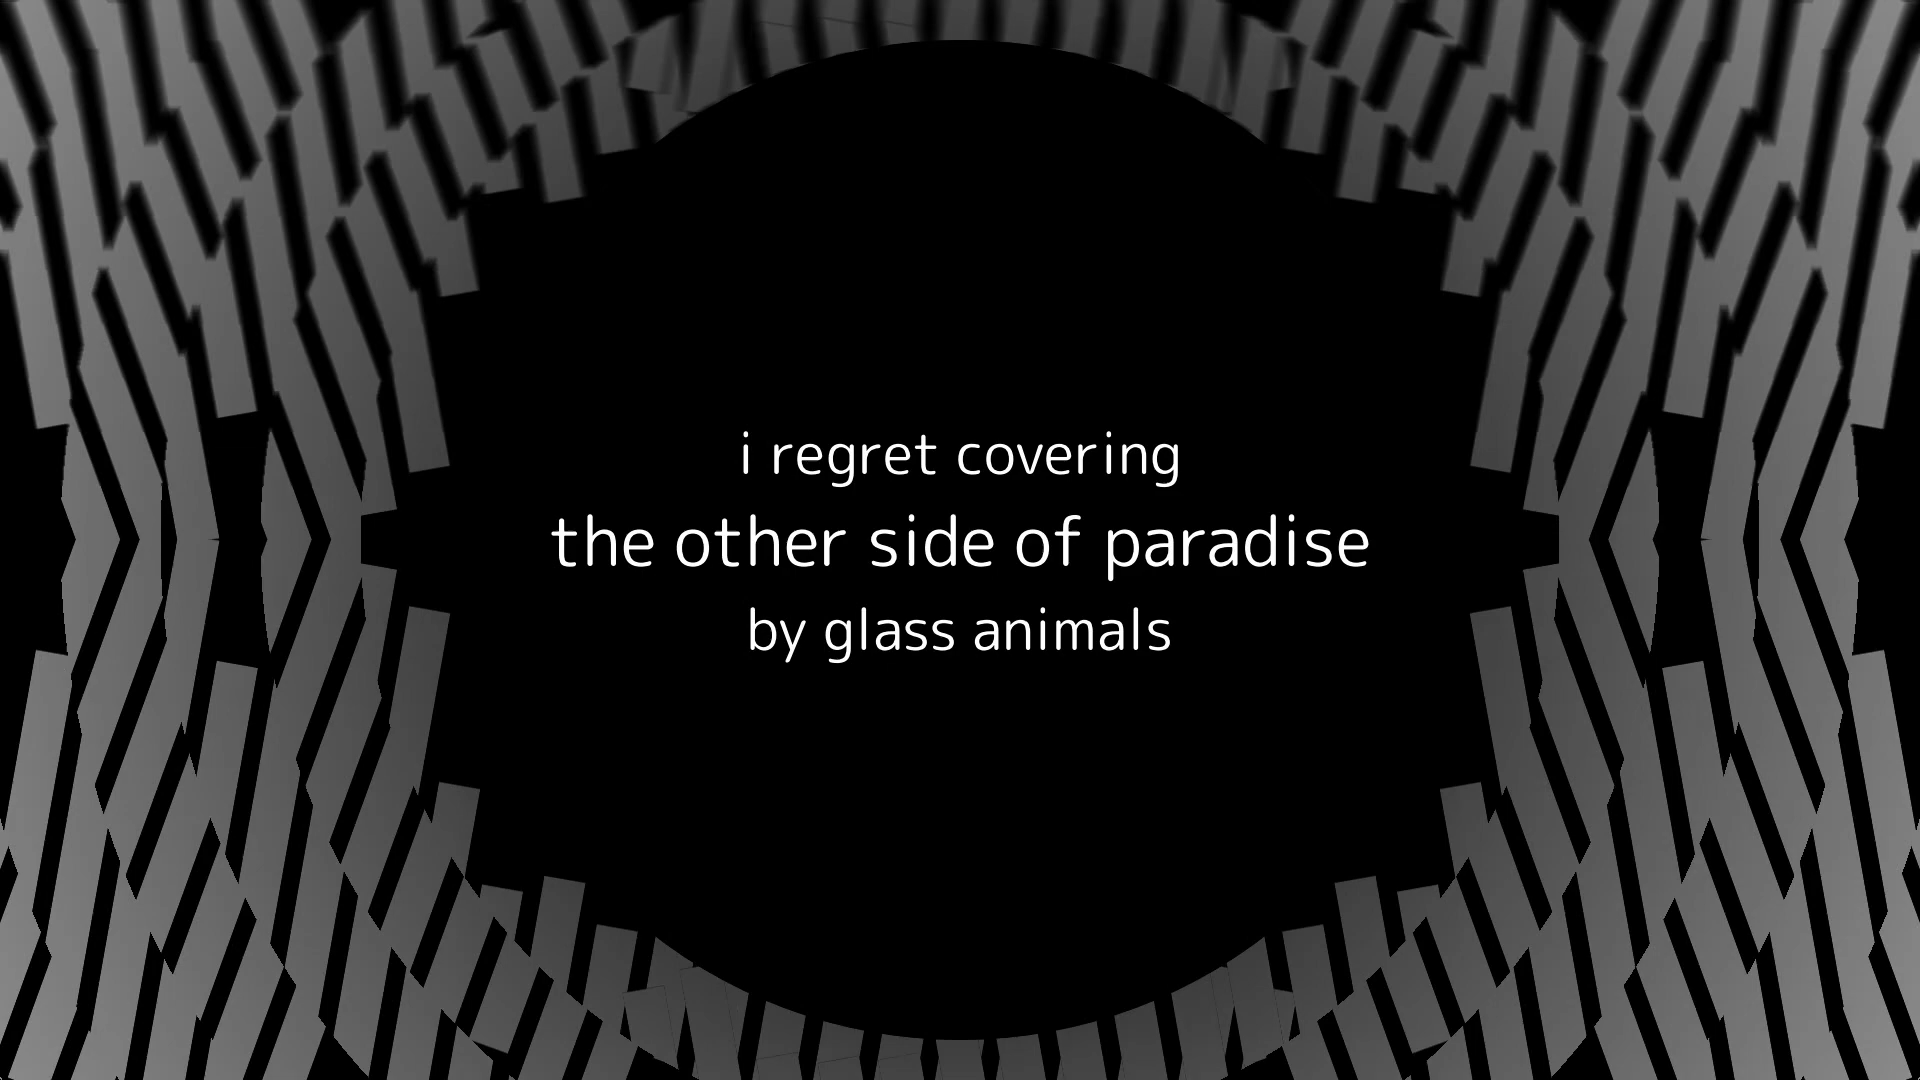 i regret covering
the other side of paradise
by glass animals